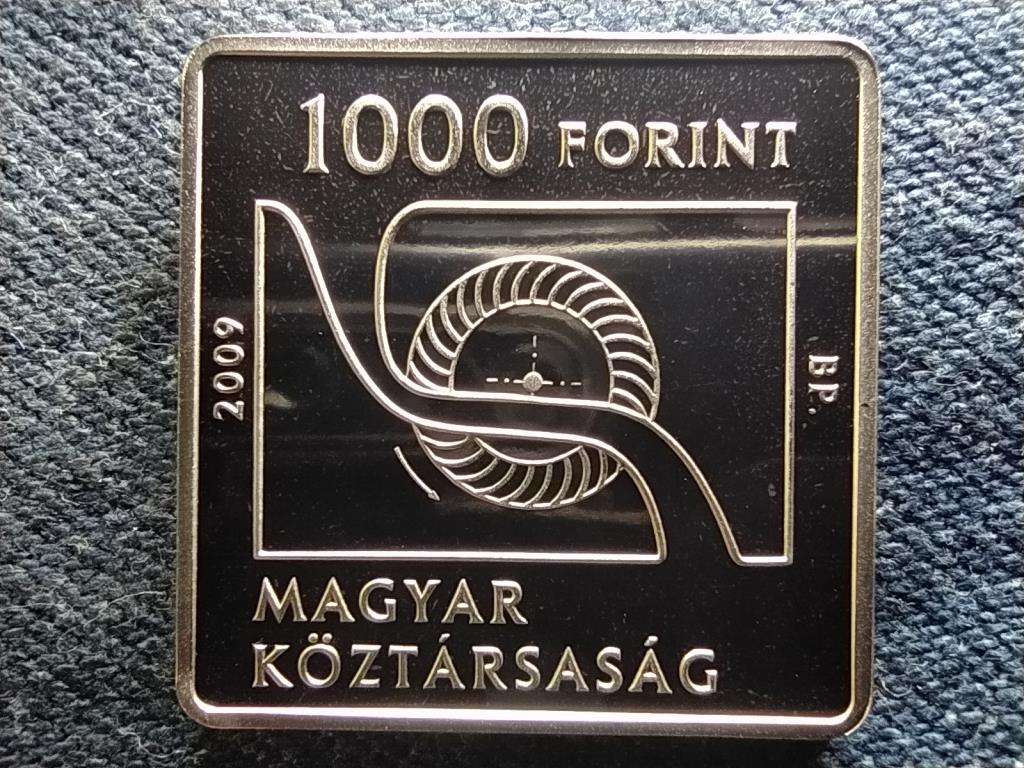 1000 FORINT
2009
BP.
MAGYAR
KÖZTÁRSASÁG